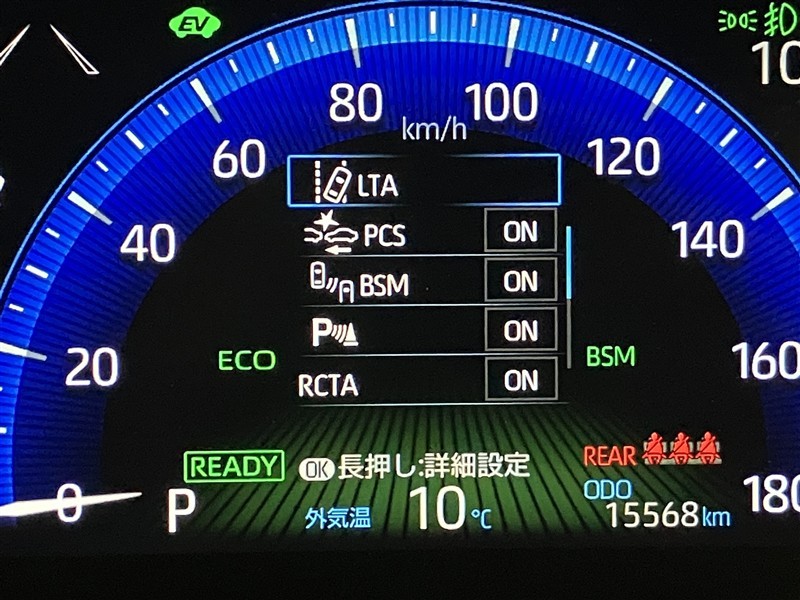 EV
10
80
100
km/h
60
120
LTA
40
PCS ON
140
BSM ON
P ON
20
ECO
BSM
160
RCTA ON
READY
OK 長押し:詳細設定
REAR
0
P
外気温 10℃
ODO
15568km
180